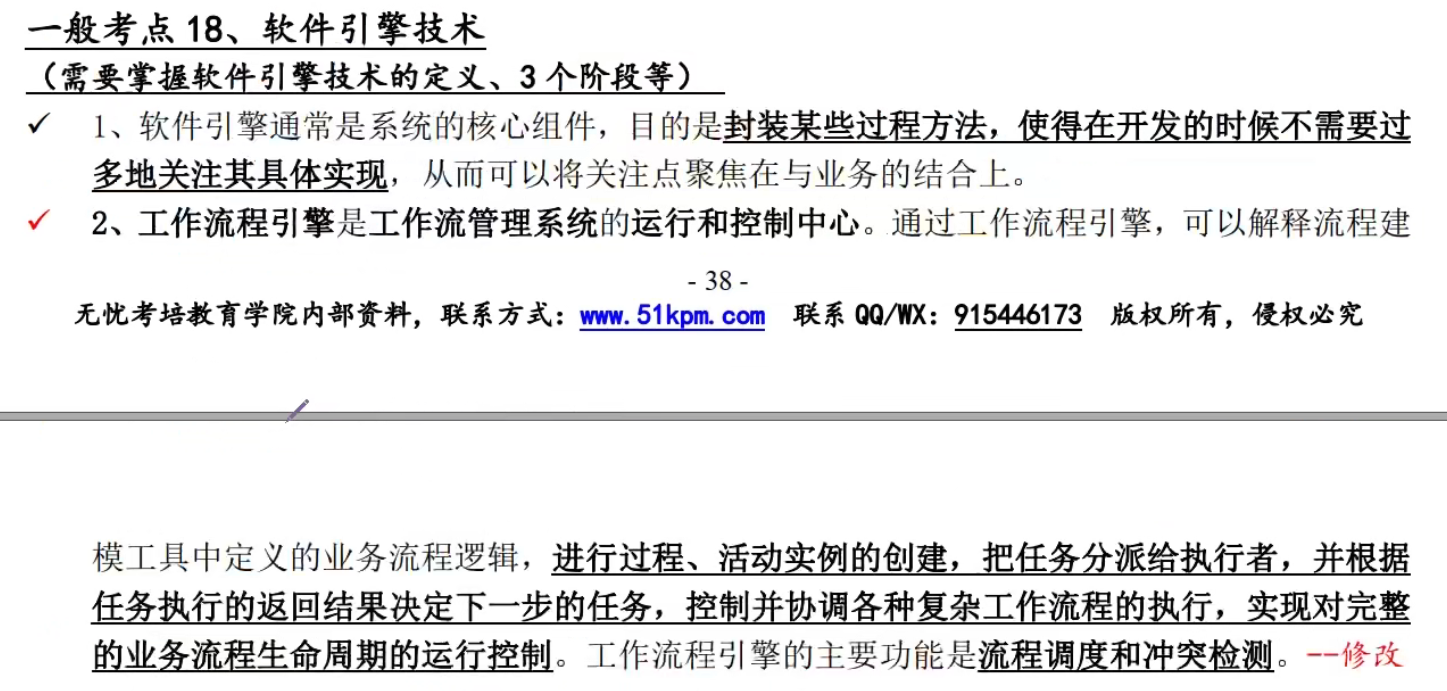 一般考点 18、软件引擎技术
（需要掌握软件引擎技术的定义、3 个阶段等）
✓ 1、软件引擎通常是系统的核心组件，目的是封装某些过程方法，使得在开发的时候不需要过
多地关注其具体实现，从而可以将关注点聚焦在与业务的结合上。
✓ 2、工作流程引擎是工作流管理系统的运行和控制中心。通过工作流程引擎，可以解释流程建
- 38 -
无忧考培教育学院内部资料，联系方式：www.51kpm.com 联系 QQ/WX：915446173 版权所有，侵权必究
模工具中定义的业务流程逻辑，进行过程、活动实例的创建，把任务分派给执行者，并根据
任务执行的返回结果决定下一步的任务，控制并协调各种复杂工作流程的执行，实现对完整
的业务流程生命周期的运行控制。工作流程引擎的主要功能是流程调度和冲突检测。--修改